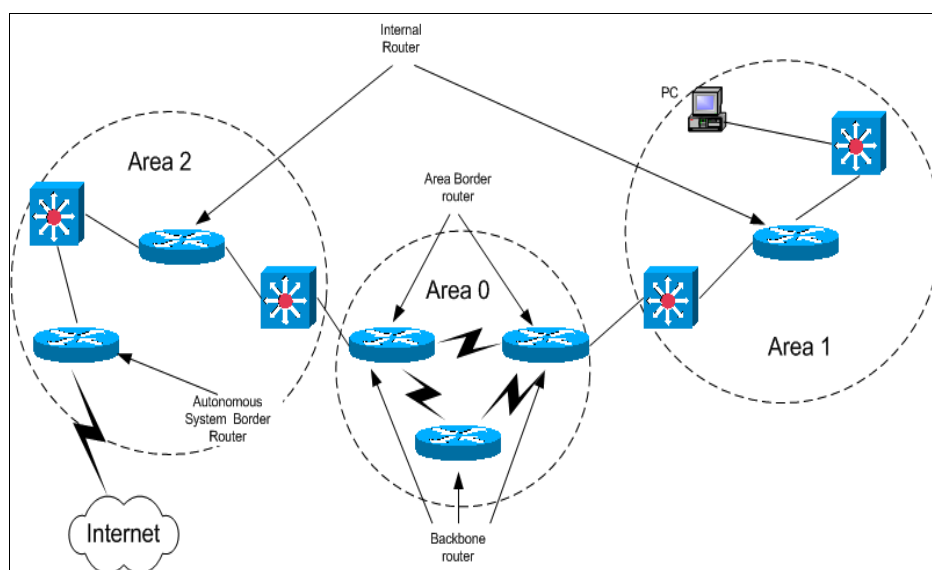 Internal
Router
PC
Area 2
Area Border
router
Area 0
Area 1
Autonomous
System Border
Router
Internet
Backbone
router